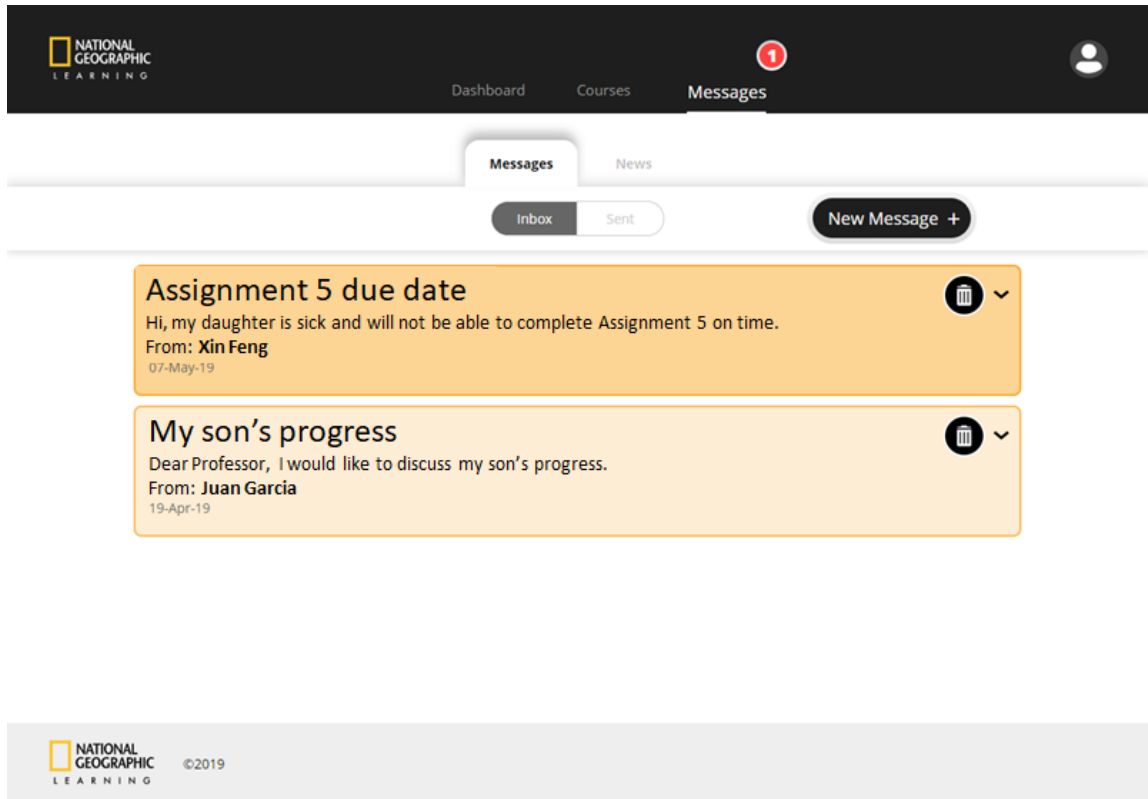 NATIONAL
GEOGRAPHIC
LEARNING
1
Dashboard Courses Messages
Messages News
Inbox Sent New Message +
Assignment 5 due date
Hi, my daughter is sick and will not be able to complete Assignment 5 on time.
From: Xin Feng
07-May-19
My son’s progress
Dear Professor, I would like to discuss my son’s progress.
From: Juan Garcia
19-Apr-19
NATIONAL
GEOGRAPHIC
LEARNING
©2019